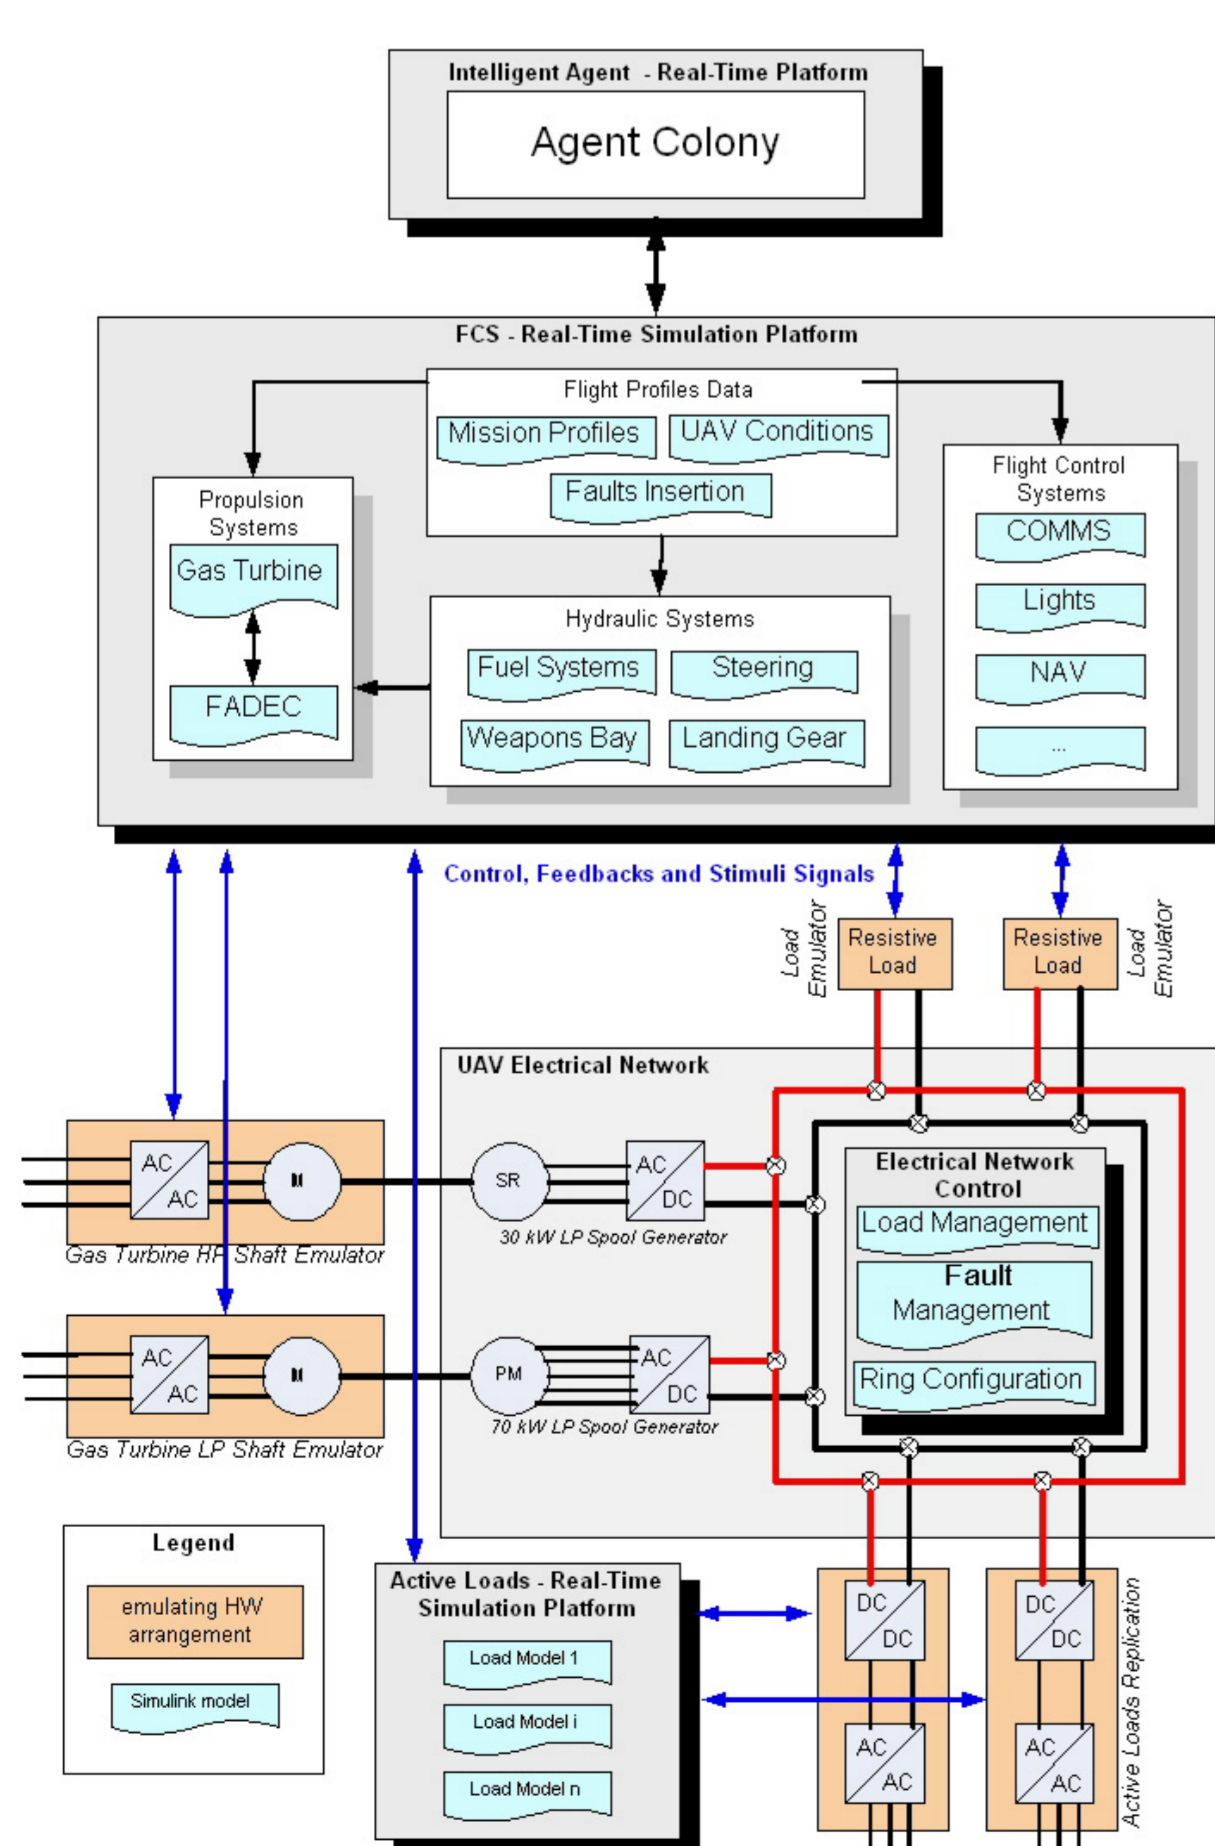 Intelligent Agent - Real-Time Platform
Agent Colony
FCS - Real-Time Simulation Platform
Flight Profiles Data
Mission Profiles
UAV Conditions
Faults Insertion
Propulsion
Systems
Gas Turbine
FADEC
Hydraulic Systems
Fuel Systems
Steering
Weapons Bay
Landing Gear
Flight Control
Systems
COMMS
Lights
NAV
...
Control, Feedbacks and Stimuli Signals
Load
Emulator
Resistive
Load
Resistive
Load
Load
Emulator
UAV Electrical Network
AC
AC
M
Gas Turbine HP Shaft Emulator
SR
AC
DC
30 kW LP Spool Generator
AC
AC
M
Gas Turbine LP Shaft Emulator
PM
AC
DC
70 kW LP Spool Generator
Electrical Network
Control
Load Management
Fault
Management
Ring Configuration
Legend
emulating HW
arrangement
Simulink model
Active Loads - Real-Time
Simulation Platform
Load Model 1
Load Model i
Load Model n
DC
DC
AC
AC
DC
DC
AC
AC
Active Loads Replication